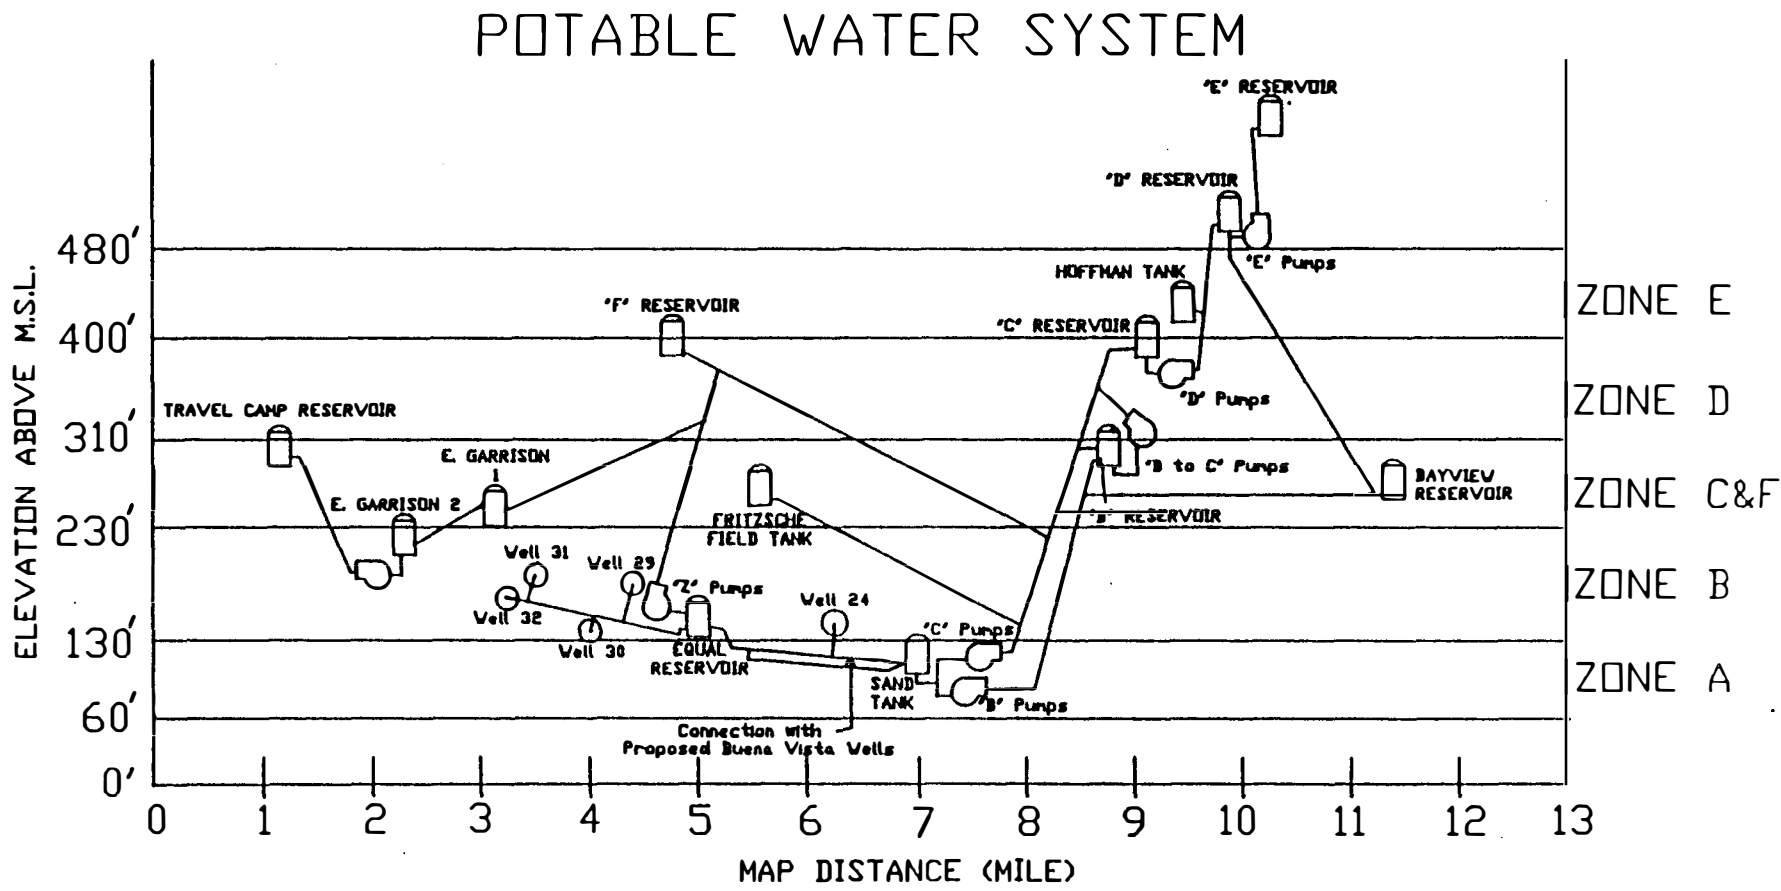 POTABLE WATER SYSTEM
"E" RESERVOIR
"D" RESERVOIR
480'
"E" Pumps
HOFFMAN TANK
ZONE E
"F" RESERVOIR
"C" RESERVOIR
400'
"D" Pumps
ZONE D
TRAVEL CAMP RESERVOIR
310'
E. GARRISON
1
"B to C" Pumps
BAYVIEW
RESERVOIR
ZONE C&F
E. GARRISON 2
"B" RESERVOIR
230'
FRITZSCHE
FIELD TANK
Well 31
Well 29
"Z" Pumps
ZONE B
Well 32
Well 24
"C" Pumps
130'
Well 30
EQUAL
RESERVOIR
SAND
TANK
ZONE A
"B" Pumps
60'
Connection with
Proposed Buena Vista Wells
0'
ELEVATION ABOVE M.S.L.
0 1 2 3 4 5 6 7 8 9 10 11 12 13
MAP DISTANCE (MILE)